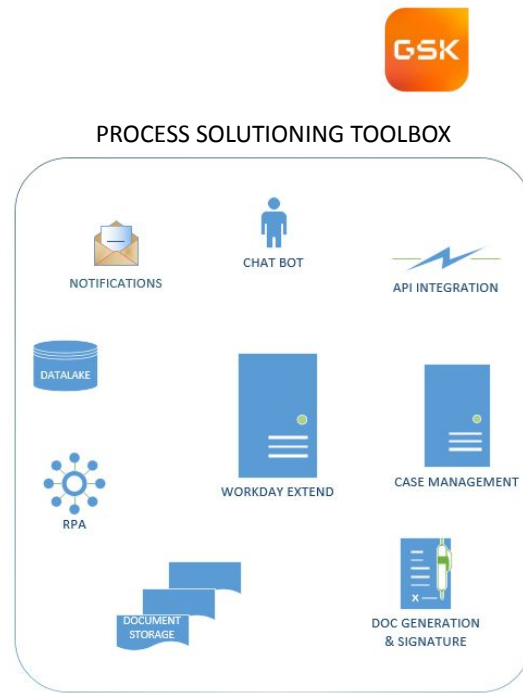 GSK
PROCESS SOLUTIONING TOOLBOX
NOTIFICATIONS
CHAT BOT
API INTEGRATION
DATALAKE
WORKDAY EXTEND
CASE MANAGEMENT
RPA
DOCUMENT
STORAGE
X
DOC GENERATION
& SIGNATURE